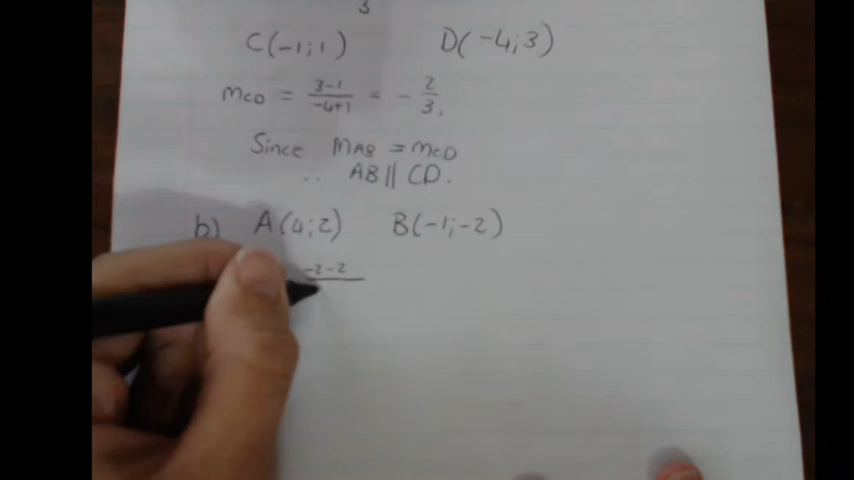 3
C(-1;1) D(-4;3)
mCD = 3-1/-4+1 = - 2/3.
Since MAB = mCD
∴ AB || CD.
b) A(4;2) B(-1;-2)
-2-2